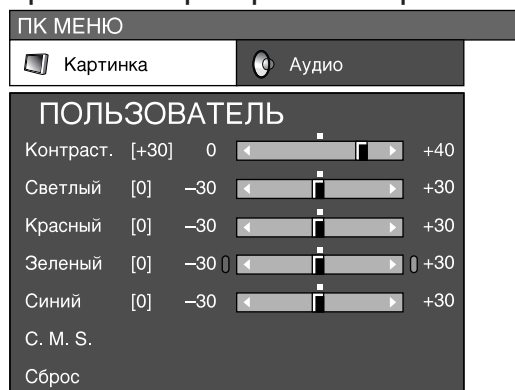 ПК МЕНЮ
Картинка
Аудио
ПОЛЬЗОВАТЕЛЬ
Контраст. [+30] 0 +40
Светлый [0] –30 +30
Красный [0] –30 +30
Зеленый [0] –30 +30
Синий [0] –30 +30
C. M. S.
Сброс